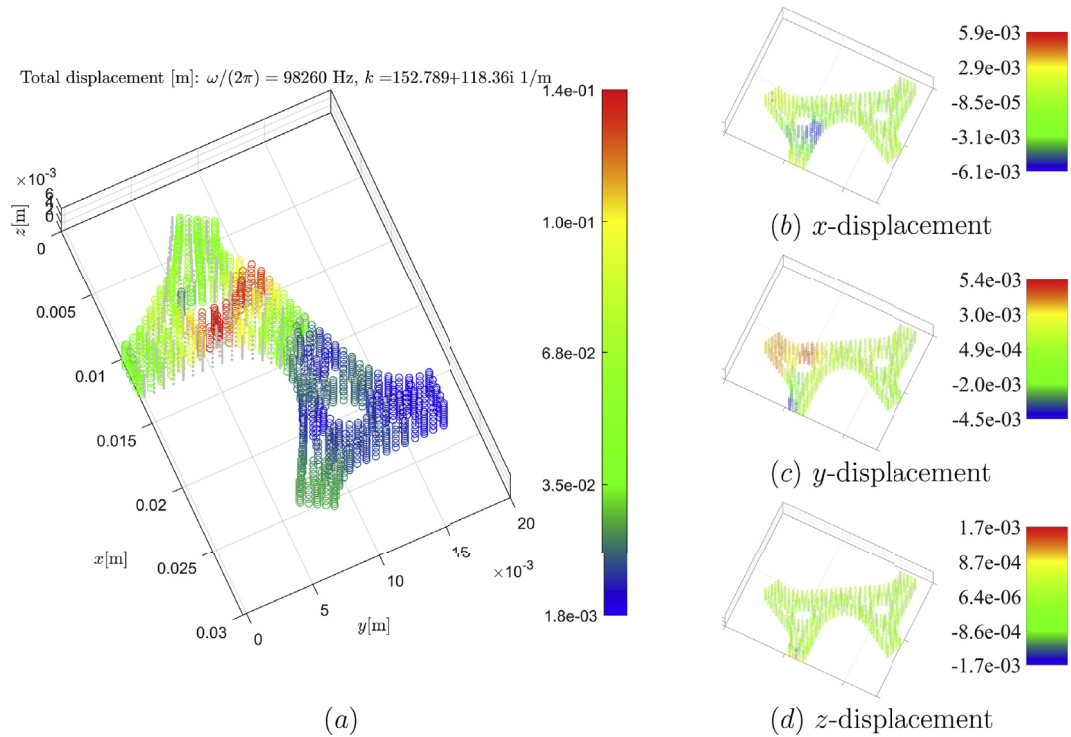 Total displacement [m]: ω/(2π) = 98260 Hz, k =152.789+118.36i 1/m
1.4e-01
1.0e-01
6.8e-02
3.5e-02
1.8e-03
×10⁻³
6
4
2
0
z[m]
0
0.005
0.01
0.015
0.02
0.025
0.03
x[m]
0
5
10
15
20
×10⁻³
y[m]
(a)
5.9e-03
2.9e-03
-8.5e-05
-3.1e-03
-6.1e-03
(b) x-displacement
5.4e-03
3.0e-03
4.9e-04
-2.0e-03
-4.5e-03
(c) y-displacement
1.7e-03
8.7e-04
6.4e-06
-8.6e-04
-1.7e-03
(d) z-displacement